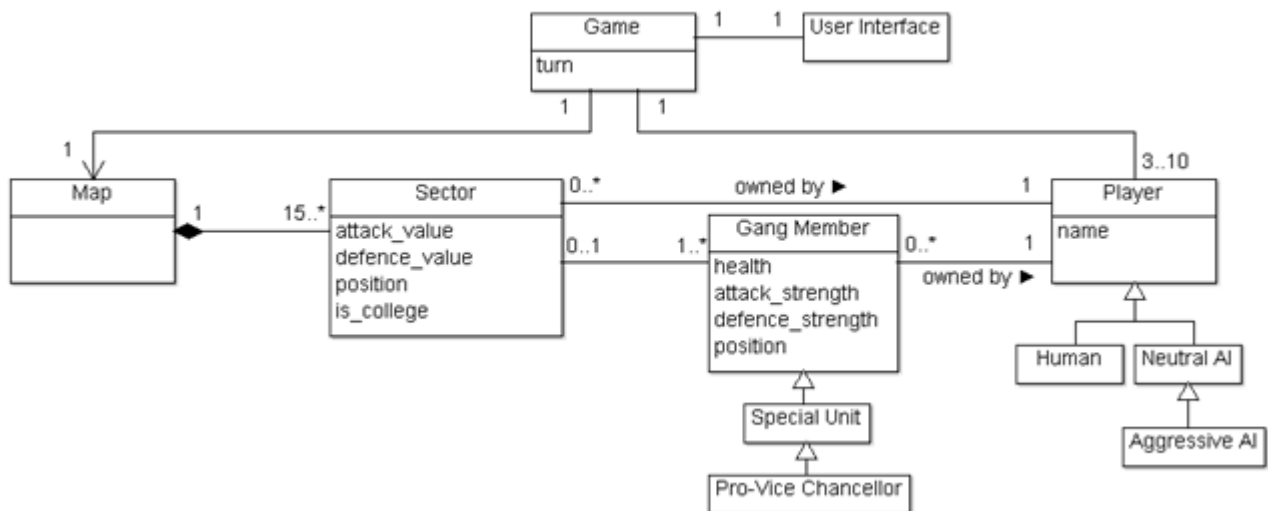 Game
turn
1
1
User Interface
1
1
1
3..10
Map
1
15..*
Sector
attack_value
defence_value
position
is_college
0..*
owned by ►
1
0..1
1..*
Gang Member
health
attack_strength
defence_strength
position
0..*
1
owned by ►
Player
name
Human
Neutral AI
Aggressive AI
Special Unit
Pro-Vice Chancellor